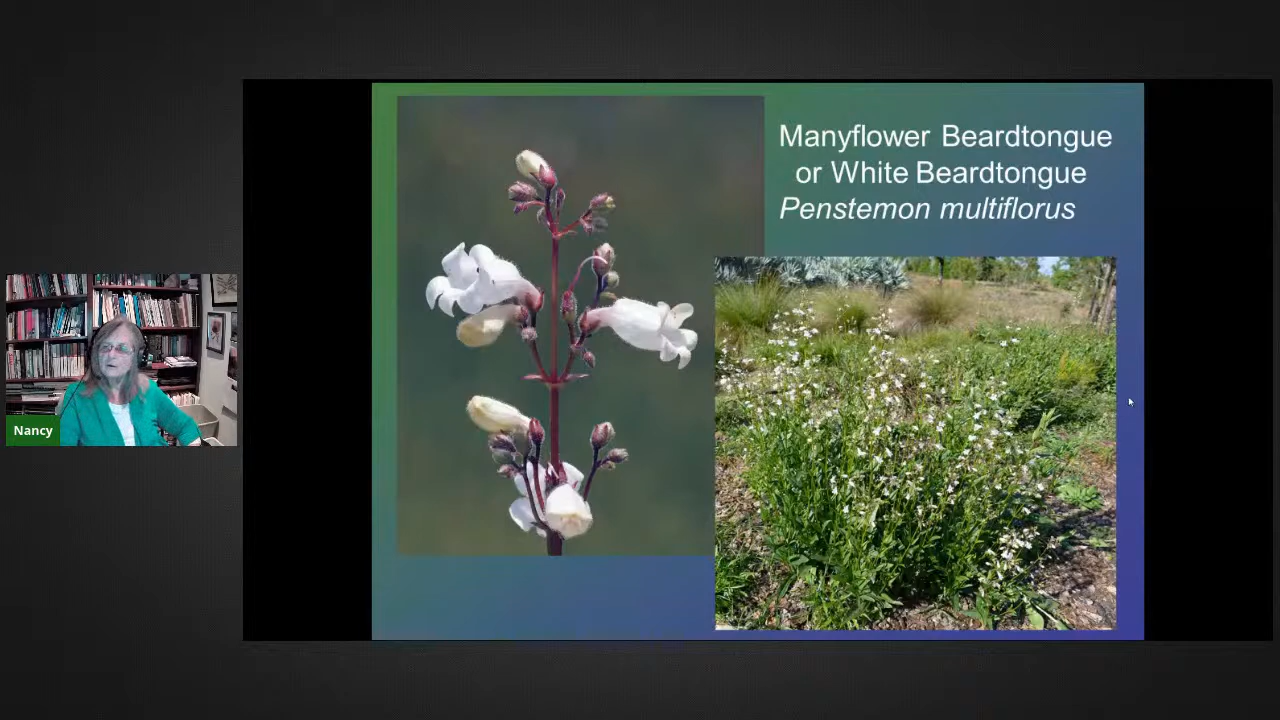 Manyflower Beardtongue
or White Beardtongue
Penstemon multiflorus
Nancy